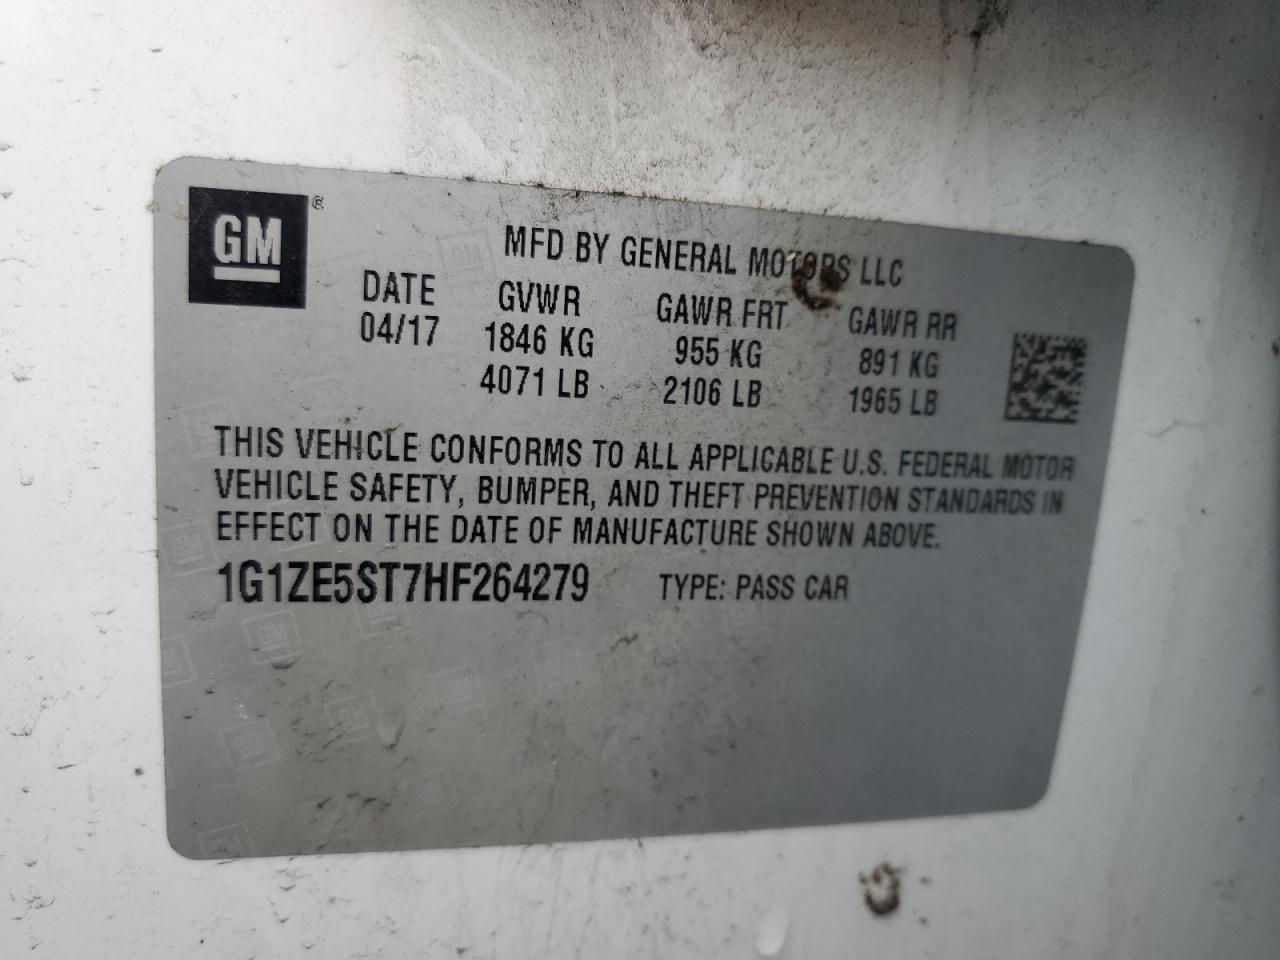 GM ®
MFD BY GENERAL MOTORS LLC
DATE GVWR GAWR FRT GAWR RR
04/17 1846 KG 955 KG 891 KG
4071 LB 2106 LB 1965 LB
THIS VEHICLE CONFORMS TO ALL APPLICABLE U.S. FEDERAL MOTOR
VEHICLE SAFETY, BUMPER, AND THEFT PREVENTION STANDARDS IN
EFFECT ON THE DATE OF MANUFACTURE SHOWN ABOVE.
1G1ZE5ST7HF264279 TYPE: PASS CAR